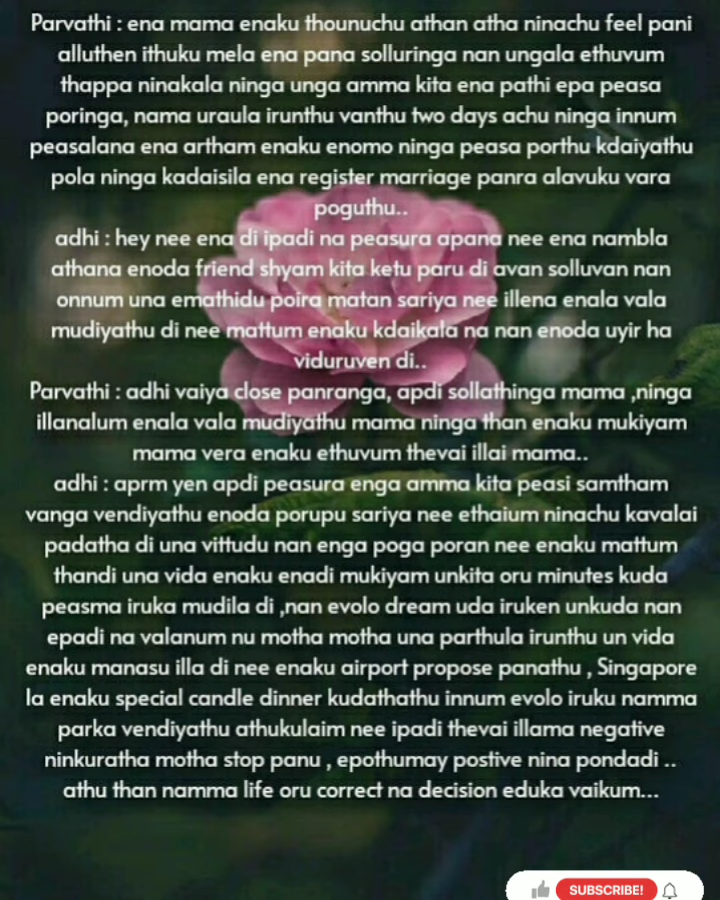 Parvathi : ena mama enaku thounuchu athan atha ninachu feel pani
alluthen ithuku mela ena pana solluringa nan ungala ethuvum
thappa ninakala ninga unga amma kita ena pathi epa peasa
poringa, nama uraula irunthu vanthu two days achu ninga innum
peasalana ena artham enaku enomo ninga peasa porthu kdaiyathu
pola ninga kadaisila ena register marriage panra alavuku vara
poguthu..
adhi : hey nee ena di ipadi na peasura apana nee ena nambla
athana enoda friend shyam kita ketu paru di avan solluvan nan
onnum una emathidu poira matan sariya nee illena enala vala
mudiyathu di nee mattum enaku kdaikala na nan enoda uyir ha
viduruven di..
Parvathi : adhi vaiya close panranga, apdi sollathinga mama ,ninga
illanalum enala vala mudiyathu mama ninga than enaku mukiyam
mama vera enaku ethuvum thevai illai mama..
adhi : aprm yen apdi peasura enga amma kita peasi samtham
vanga vendiyathu enoda porupu sariya nee ethaium ninachu kavalai
padatha di una vittudu nan enga poga poran nee enaku mattum
thandi una vida enaku enadi mukiyam unkita oru minutes kuda
peasma iruka mudila di ,nan evolo dream uda iruken unkuda nan
epadi na valanum nu motha motha una parthula irunthu un vida
enaku manasu illa di nee enaku airport propose panathu , Singapore
la enaku special candle dinner kudathathu innum evolo iruku namma
parka vendiyathu athukulaim nee ipadi thevai illama negative
ninkuratha motha stop panu , epothumay postive nina pondadi ..
athu than namma life oru correct na decision eduka vaikum...
SUBSCRIBE!